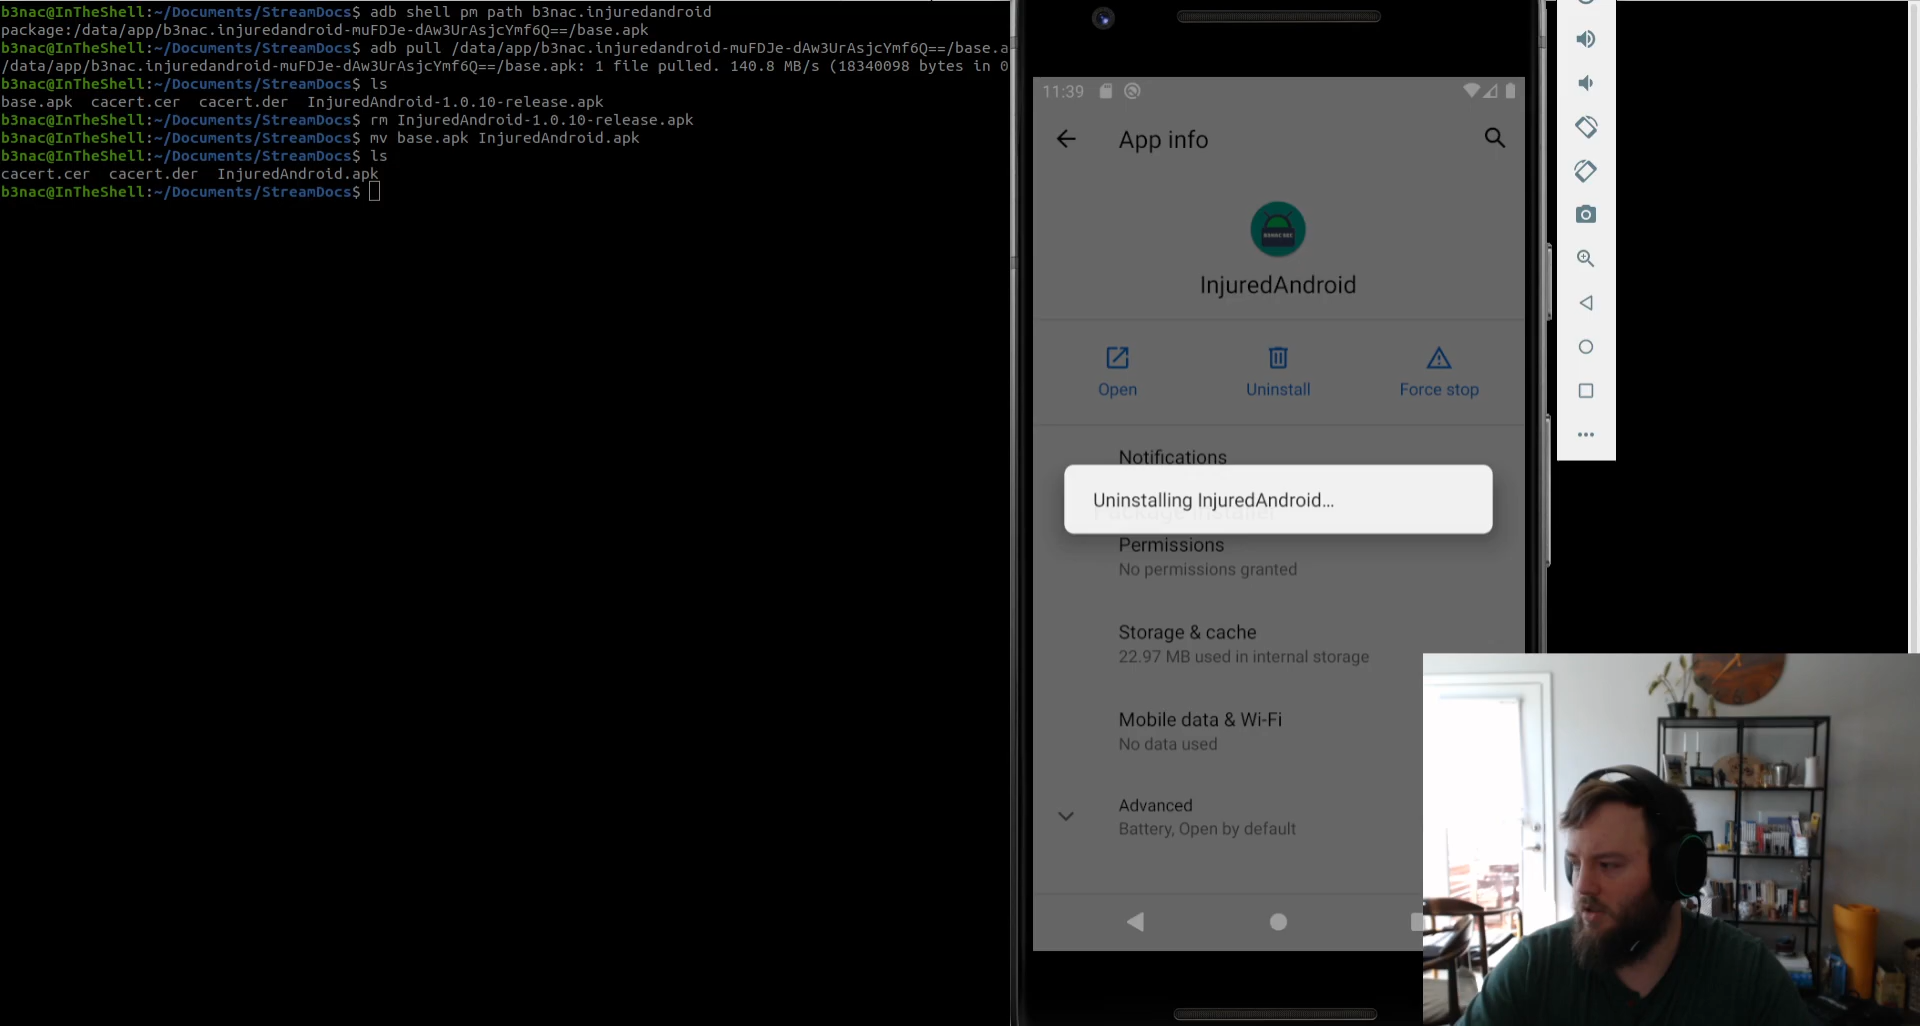 b3nac@InTheShell:~/Documents/StreamDocs$ adb shell pm path b3nac.injuredandroid
package:/data/app/b3nac.injuredandroid-muFDJe-dAw3UrAsjcYmf6Q==/base.apk
b3nac@InTheShell:~/Documents/StreamDocs$ adb pull /data/app/b3nac.injuredandroid-muFDJe-dAw3UrAsjcYmf6Q==/base.a
/data/app/b3nac.injuredandroid-muFDJe-dAw3UrAsjcYmf6Q==/base.apk: 1 file pulled. 140.8 MB/s (18340098 bytes in 0
b3nac@InTheShell:~/Documents/StreamDocs$ ls
base.apk  cacert.cer  cacert.der  InjuredAndroid-1.0.10-release.apk
b3nac@InTheShell:~/Documents/StreamDocs$ rm InjuredAndroid-1.0.10-release.apk
b3nac@InTheShell:~/Documents/StreamDocs$ mv base.apk InjuredAndroid.apk
b3nac@InTheShell:~/Documents/StreamDocs$ ls
cacert.cer  cacert.der  InjuredAndroid.apk
b3nac@InTheShell:~/Documents/StreamDocs$
11:39
App info
InjuredAndroid
Open
Uninstall
Force stop
Notifications
Uninstalling InjuredAndroid...
Package installer
Permissions
No permissions granted
Storage & cache
22.97 MB used in internal storage
Mobile data & Wi-Fi
No data used
Advanced
Battery, Open by default